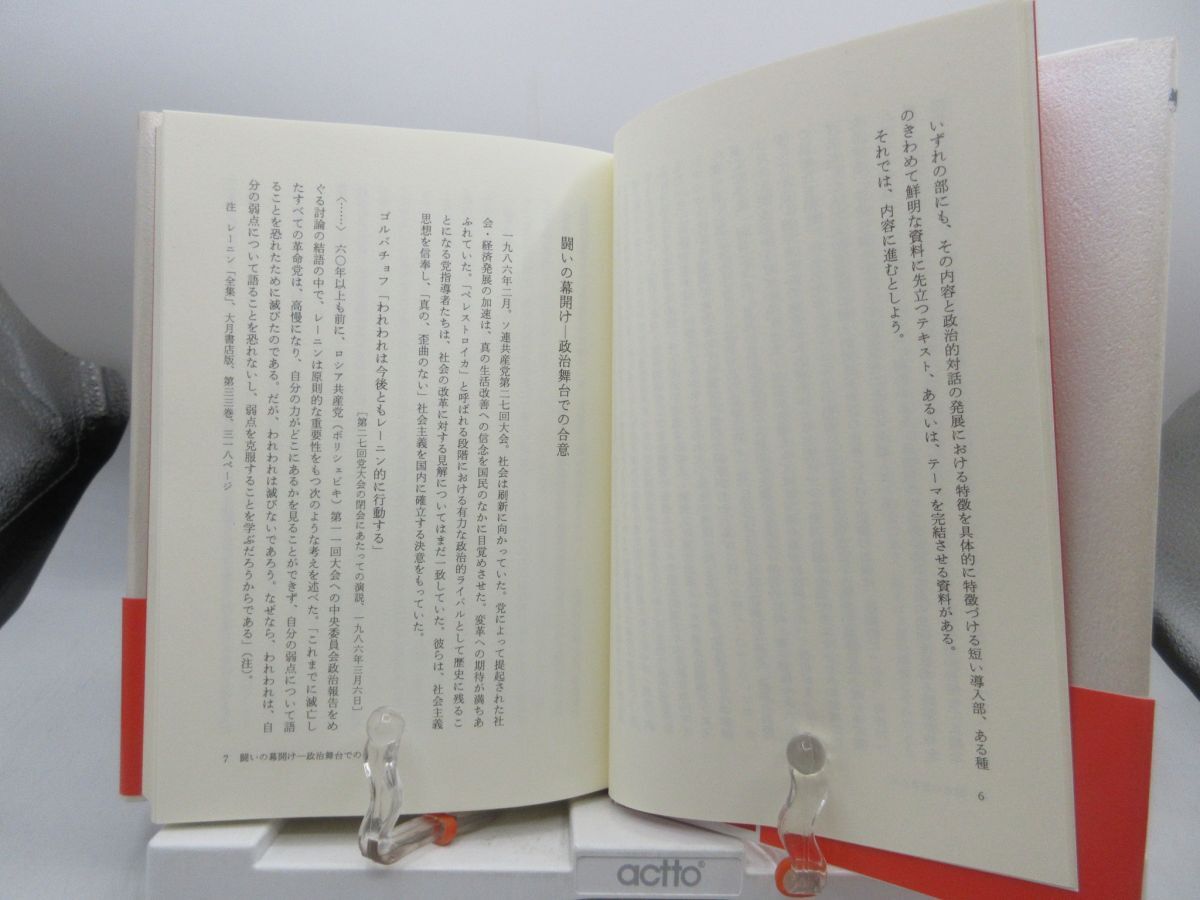 いずれの部にも、その内容と政治的対話の発展における特徴を具体的に特徴づける短い導入部、ある種
のきわめて鮮明な資料に先立つテキスト、あるいは、テーマを完結させる資料がある。
それでは、内容に進むとしよう。
6
闘いの幕開け―政治舞台での合意
一九八六年二月。ソ連共産党第二七回大会。社会は刷新に向かっていた。党によって提起された社
会・経済発展の加速は、真の生活改善への信念を国民のなかに目覚めさせた。変革への期待が満ちあ
ふれていた。「ペレストロイカ」と呼ばれる段階における有力な政治的ライバルとして歴史に残るこ
とになる党指導者たちは、社会の改革に対する見解についてはまだ一致していた。彼らは、社会主義
思想を信奉し、「真の、歪曲のない」社会主義を国内に確立する決意をもっていた。
ゴルバチョフ「われわれは今後ともレーニン的に行動する」
[第二七回党大会の閉会にあたっての演説、一九八六年三月六日]
〈……〉 六〇年以上も前に、ロシア共産党（ボリシェビキ）第一一回大会への中央委員会政治報告をめ
ぐる討論の結語の中で、レーニンは原則的な重要性をもつ次のような考えを述べた。「これまでに滅亡し
たすべての革命党は、高慢になり、自分の力がどこにあるかを見ることができず、自分の弱点について語
ることを恐れたために滅びたのである。だが、われわれは滅びないであろう。なぜなら、われわれは、自
分の弱点について語ることを恐れないし、弱点を克服することを学ぶだろうからである」（注）。
注 レーニン「全集」、大月書店版、第三三巻、三一八ページ
7 闘いの幕開け―政治舞台での
actto®